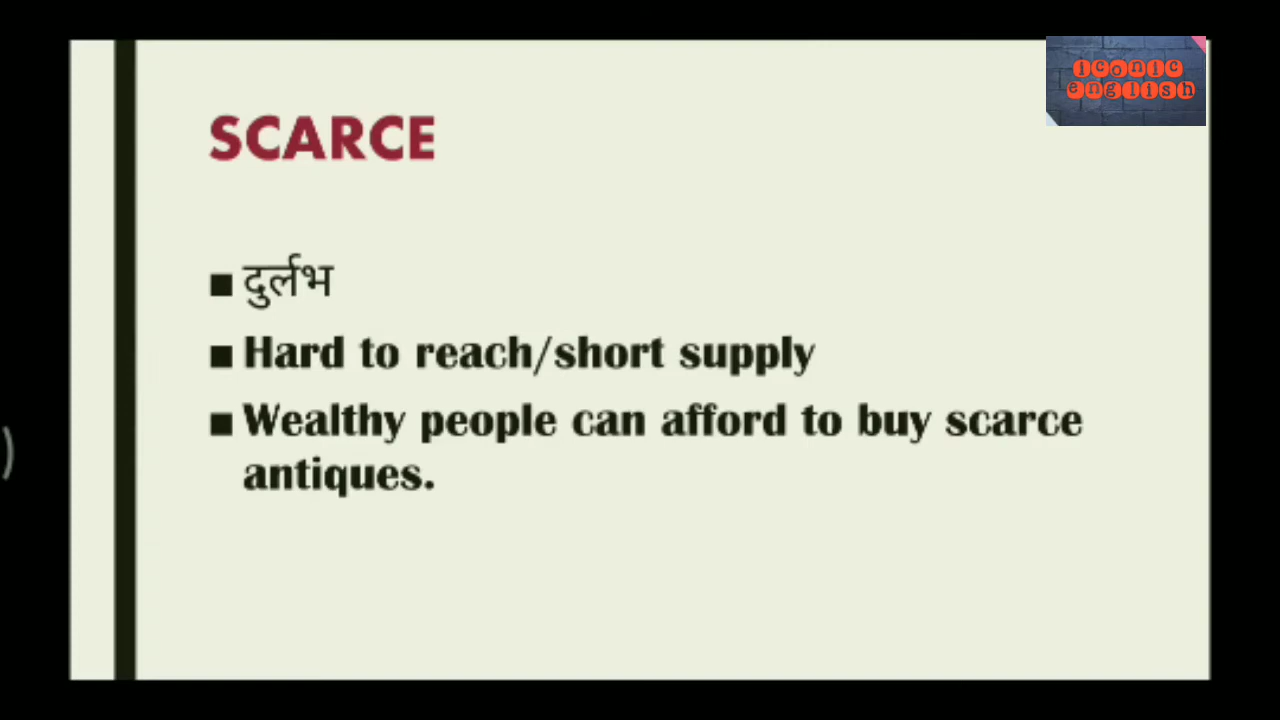 iconic
english
SCARCE
■ दुर्लभ
■ Hard to reach/short supply
■ Wealthy people can afford to buy scarce
antiques.